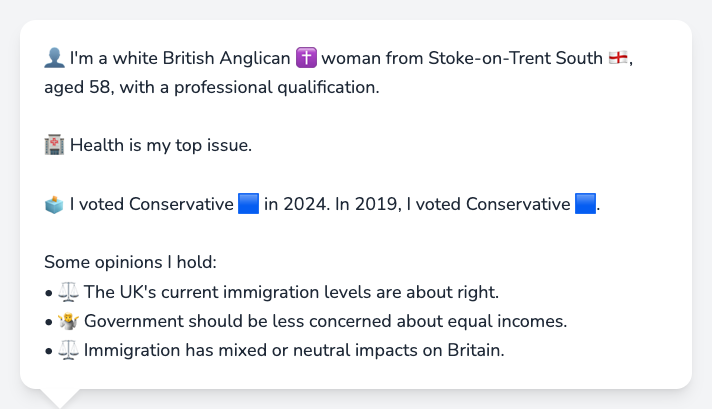 👤 I'm a white British Anglican ✝️ woman from Stoke-on-Trent South 🏴󠁧󠁢󠁥󠁮󠁧󠁿,
aged 58, with a professional qualification.
🏥 Health is my top issue.
🗳️ I voted Conservative 🟦 in 2024. In 2019, I voted Conservative 🟦.
Some opinions I hold:
• ⚖️ The UK's current immigration levels are about right.
• 🤷 Government should be less concerned about equal incomes.
• ⚖️ Immigration has mixed or neutral impacts on Britain.